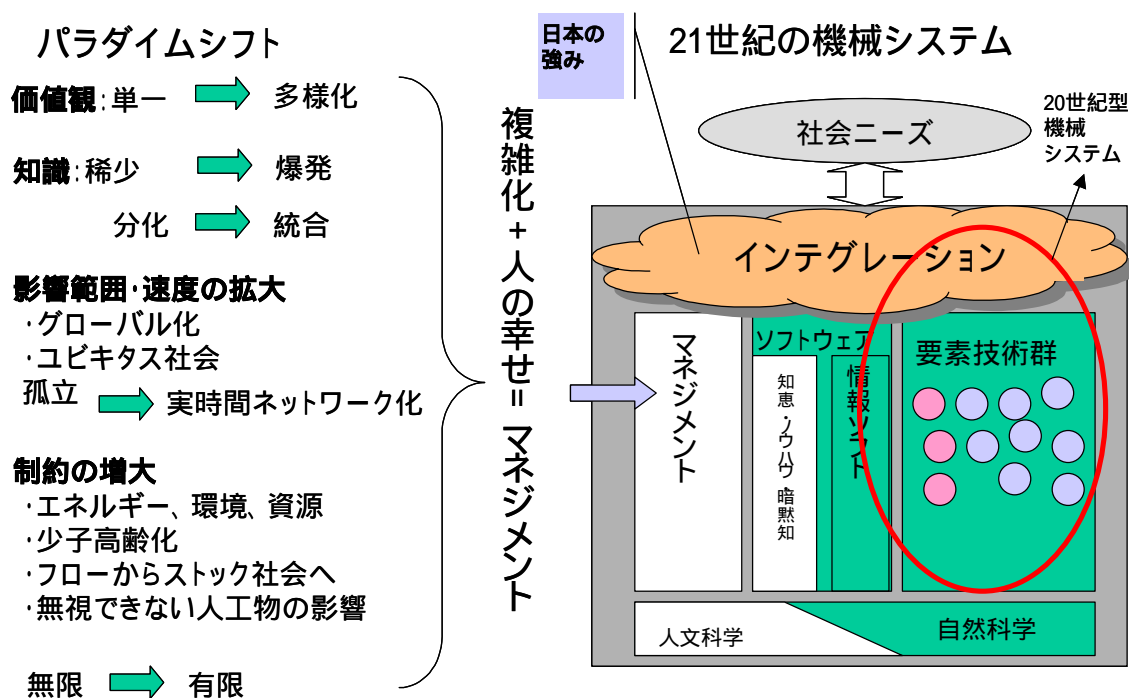 パラダイムシフト
価値観:単一 多様化
知識:稀少 爆発
分化 統合
影響範囲・速度の拡大
・グローバル化
・ユビキタス社会
孤立 実時間ネットワーク化
制約の増大
・エネルギー、環境、資源
・少子高齢化
・フローからストック社会へ
・無視できない人工物の影響
無限 有限
複雑化+人の幸せ=マネジメント
日本の
強み
21世紀の機械システム
20世紀型
機械
システム
社会ニーズ
インテグレーション
マネジメント
ソフトウェア
知恵・ノウハウ・暗黙知
情報ソフト
要素技術群
人文科学
自然科学